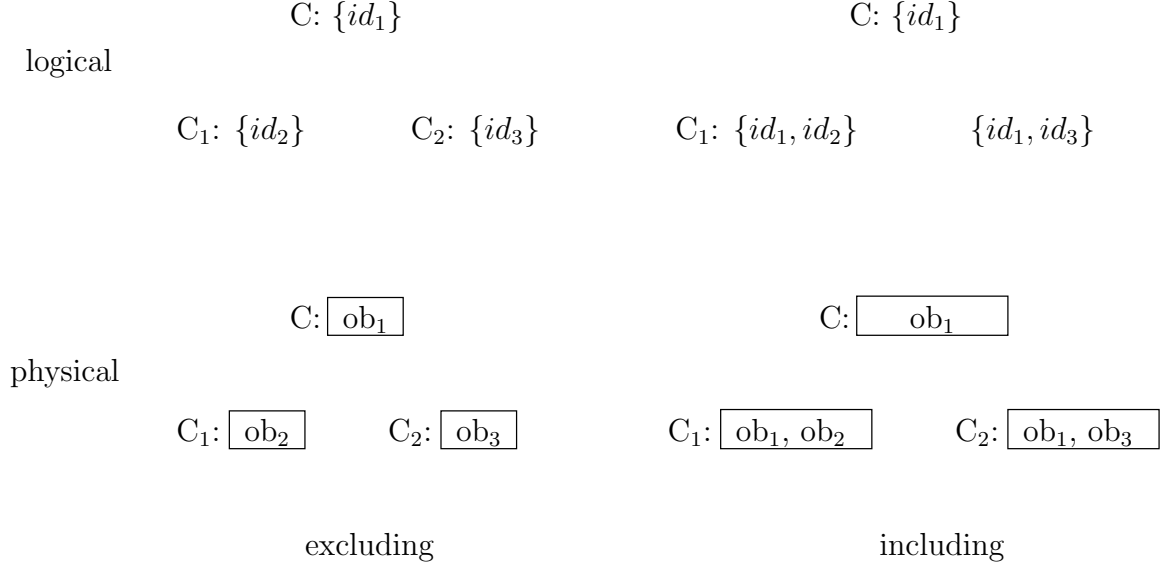 C: {id₁} C: {id₁}
logical
C₁: {id₂} C₂: {id₃} C₁: {id₁, id₂} {id₁, id₃}
C: ob₁ C: ob₁
physical
C₁: ob₂ C₂: ob₃ C₁: ob₁, ob₂ C₂: ob₁, ob₃
excluding including